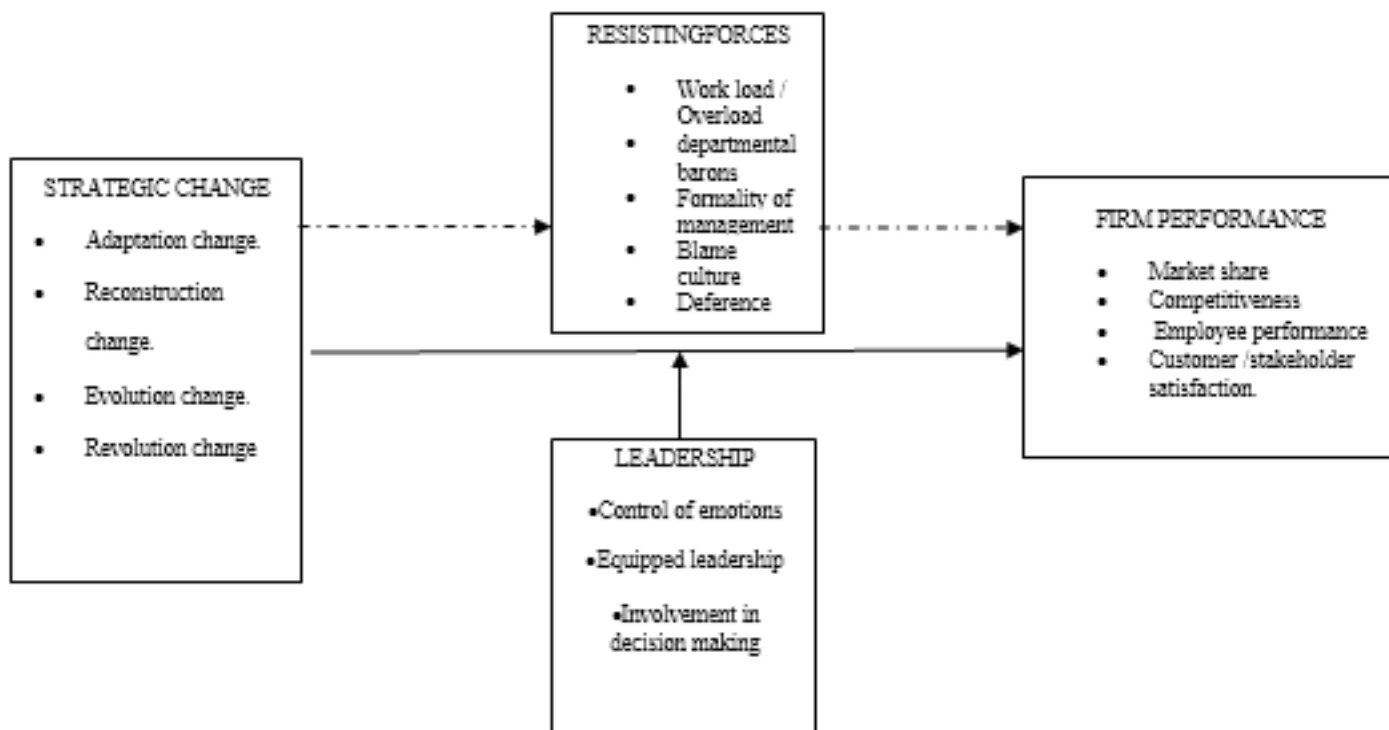 RESISTINGFORCES
• Work load /
Overload
• departmental
barons
• Formality of
management
• Blame
culture
• Deference
STRATEGIC CHANGE
• Adaptation change.
• Reconstruction
change.
• Evolution change.
• Revolution change
FIRM PERFORMANCE
• Market share
• Competitiveness
• Employee performance
• Customer /stakeholder
satisfaction.
LEADERSHIP
•Control of emotions
•Equipped leadership
•Involvement in
decision making